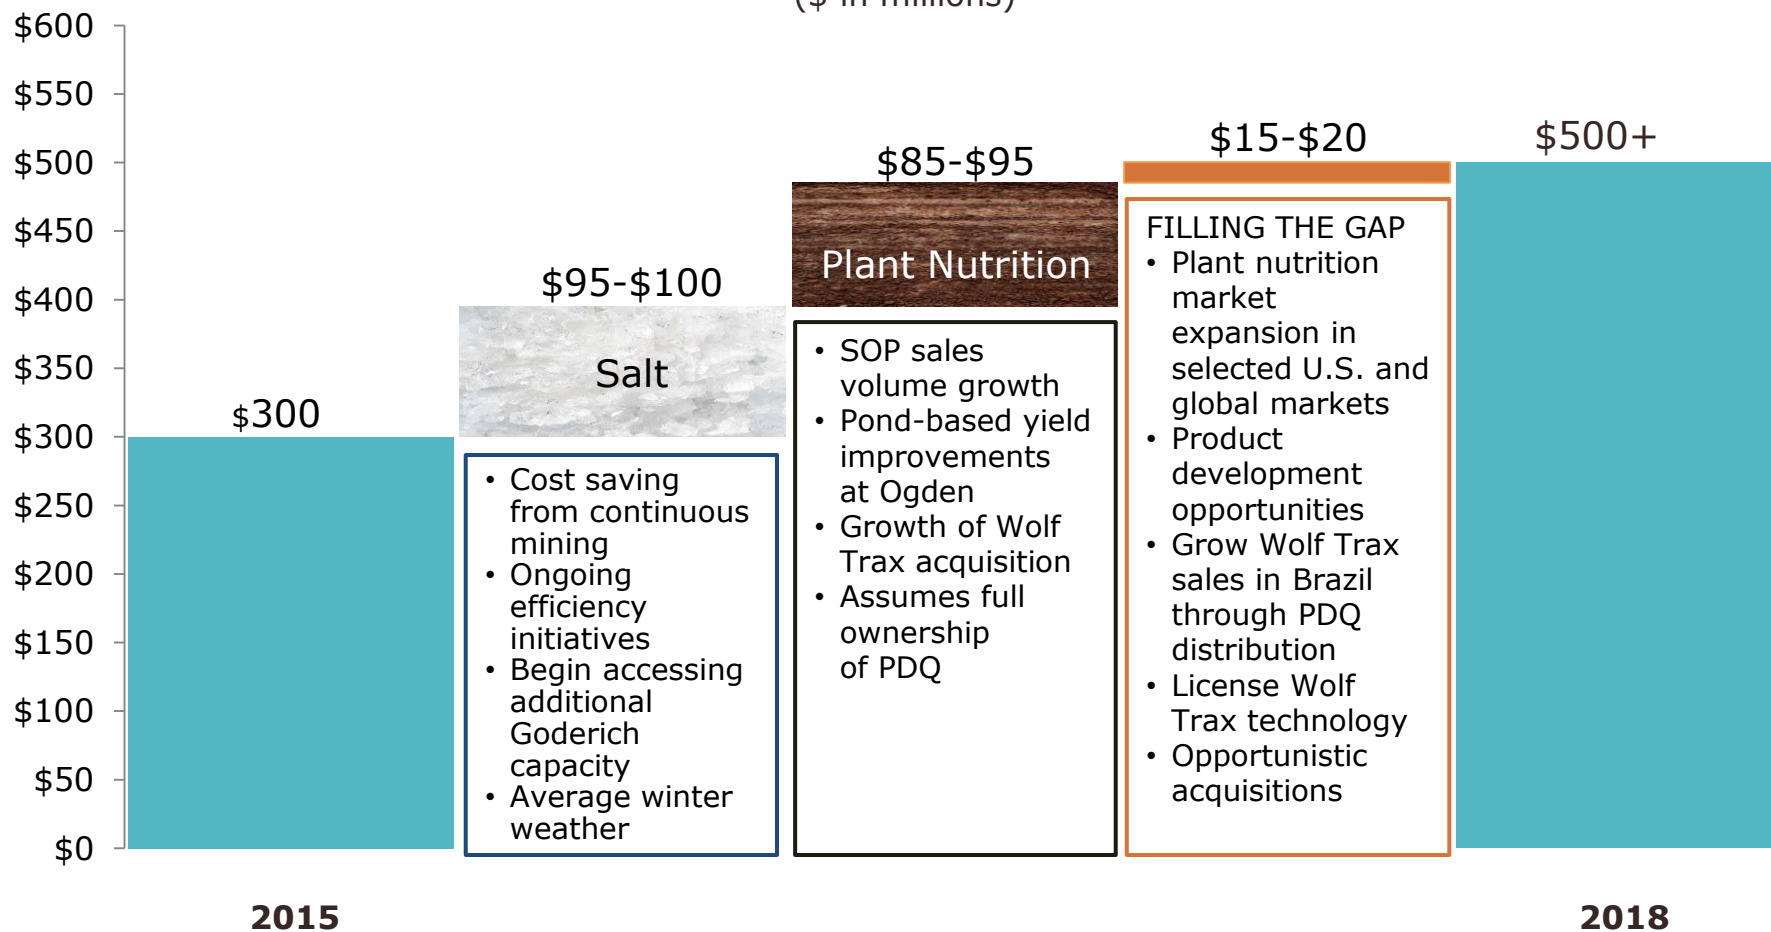 ($ in millions)
$600
$550
$500
$450
$400
$350
$300
$250
$200
$150
$100
$50
$0
$300
$95-$100
Salt
• Cost saving
from continuous
mining
• Ongoing
efficiency
initiatives
• Begin accessing
additional
Goderich
capacity
• Average winter
weather
$85-$95
Plant Nutrition
• SOP sales
volume growth
• Pond-based yield
improvements
at Ogden
• Growth of Wolf
Trax acquisition
• Assumes full
ownership
of PDQ
$15-$20
FILLING THE GAP
• Plant nutrition
market
expansion in
selected U.S. and
global markets
• Product
development
opportunities
• Grow Wolf Trax
sales in Brazil
through PDQ
distribution
• License Wolf
Trax technology
• Opportunistic
acquisitions
$500+
2015
2018